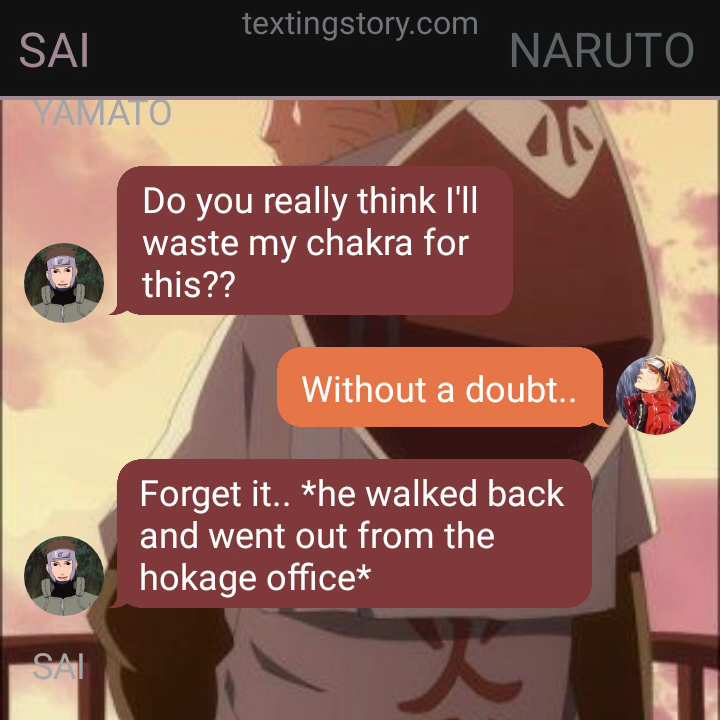 textingstory.com
SAI
NARUTO
YAMATO
Do you really think I'll
waste my chakra for
this??
Without a doubt..
Forget it.. *he walked back
and went out from the
hokage office*
SAI
火